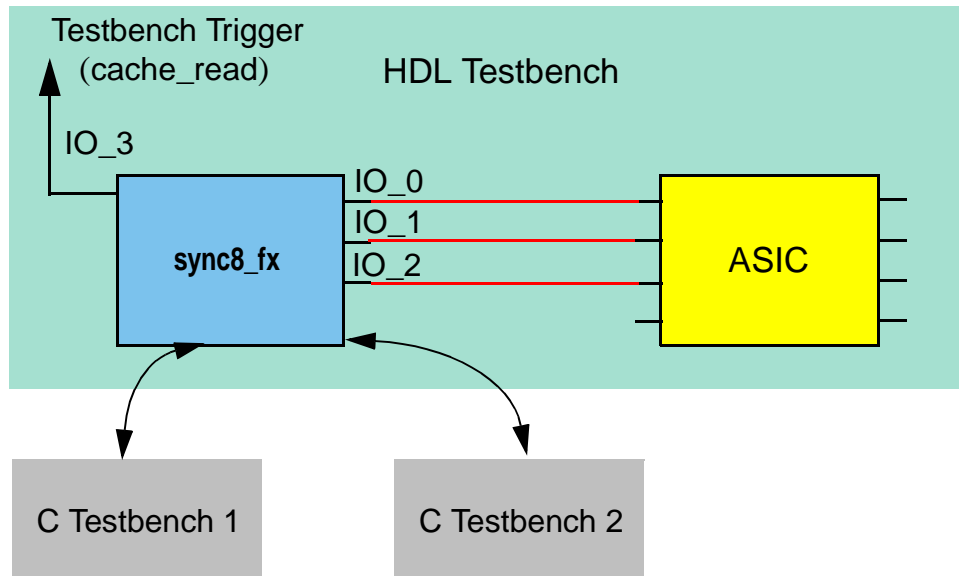 Testbench Trigger
(cache_read)
HDL Testbench
IO_3
IO_0
IO_1
IO_2
sync8_fx
ASIC
C Testbench 1
C Testbench 2